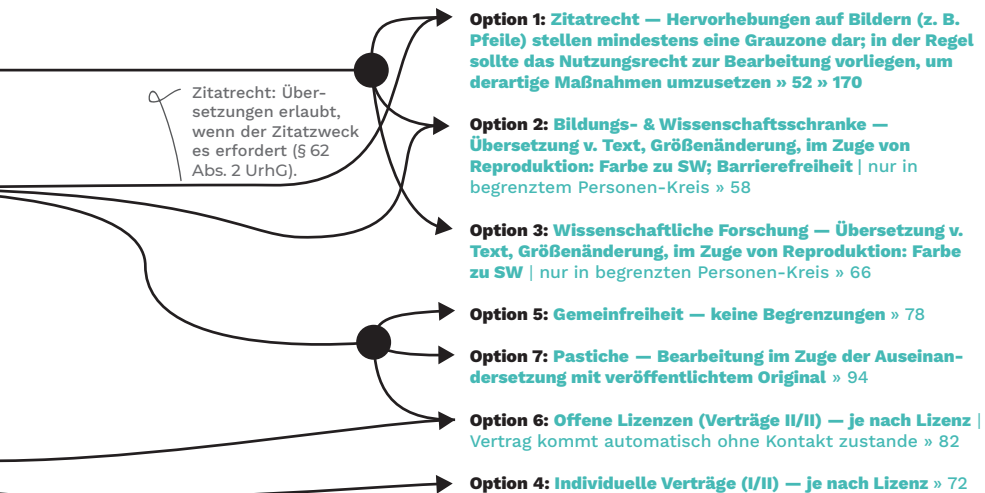 Option 1: Zitatrecht — Hervorhebungen auf Bildern (z. B.
Pfeile) stellen mindestens eine Grauzone dar; in der Regel
sollte das Nutzungsrecht zur Bearbeitung vorliegen, um
derartige Maßnahmen umzusetzen » 52 » 170
Zitatrecht: Über-
setzungen erlaubt,
wenn der Zitatzweck
es erfordert (§ 62
Abs. 2 UrhG).
Option 2: Bildungs- & Wissenschaftsschranke —
Übersetzung v. Text, Größenänderung, im Zuge von
Reproduktion: Farbe zu SW; Barrierefreiheit | nur in
begrenztem Personen-Kreis » 58
Option 3: Wissenschaftliche Forschung — Übersetzung v.
Text, Größenänderung, im Zuge von Reproduktion: Farbe
zu SW | nur in begrenzten Personen-Kreis » 66
Option 5: Gemeinfreiheit — keine Begrenzungen » 78
Option 7: Pastiche — Bearbeitung im Zuge der Auseinan-
dersetzung mit veröffentlichtem Original » 94
Option 6: Offene Lizenzen (Verträge II/II) — je nach Lizenz |
Vertrag kommt automatisch ohne Kontakt zustande » 82
Option 4: Individuelle Verträge (I/II) — je nach Lizenz » 72